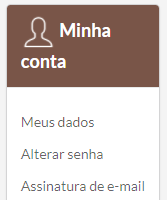 Minha
conta
Meus dados
Alterar senha
Assinatura de e-mail